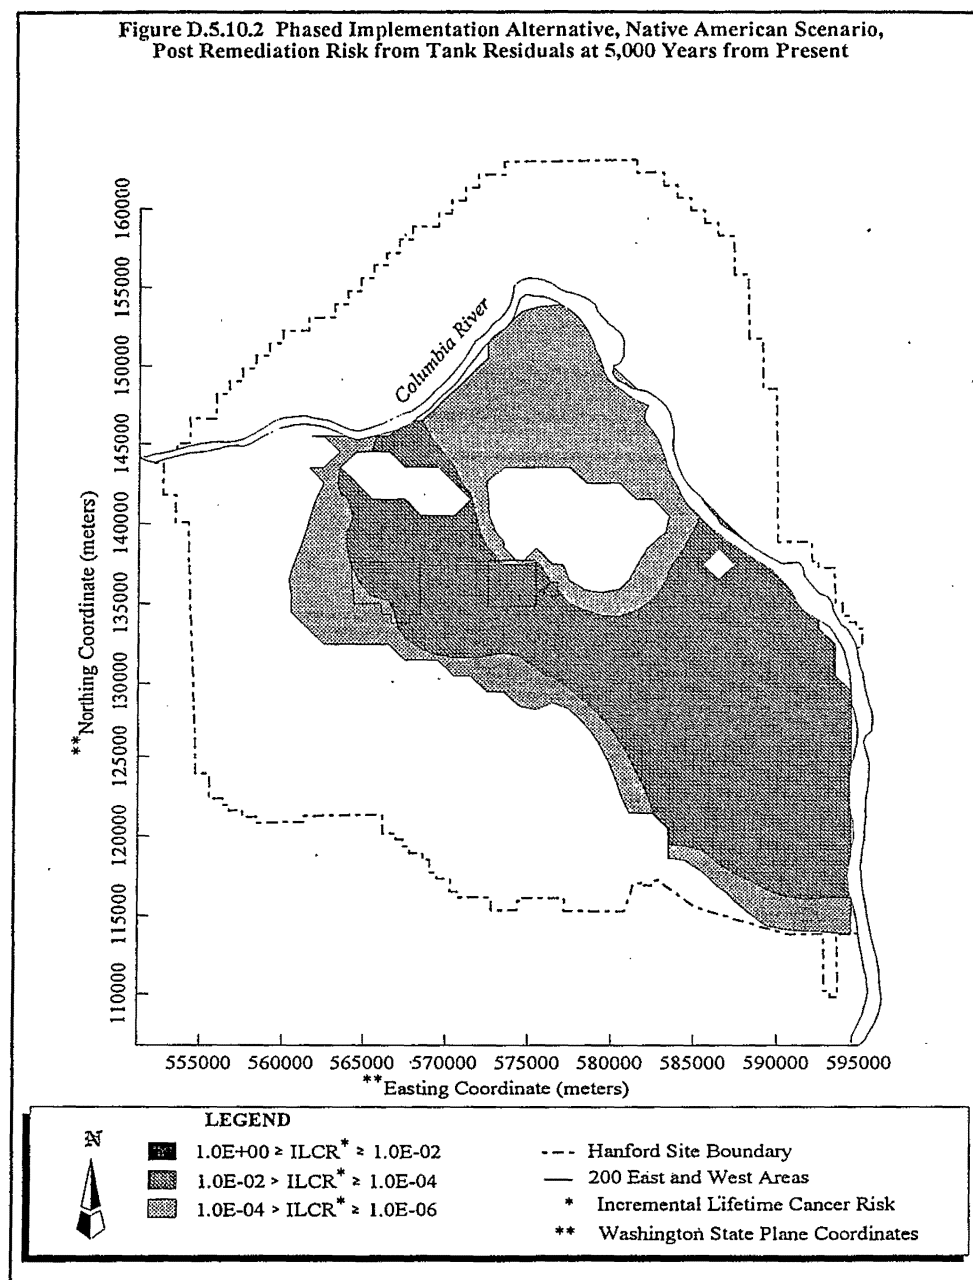 Figure D.5.10.2 Phased Implementation Alternative, Native American Scenario,
Post Remediation Risk from Tank Residuals at 5,000 Years from Present
160000
155000
150000
145000
140000
135000
130000
125000
120000
115000
110000
**Northing Coordinate (meters)
Columbia River
555000 560000 565000 570000 575000 580000 585000 590000 595000
**Easting Coordinate (meters)
LEGEND
N
1.0E+00 ≥ ILCR* ≥ 1.0E-02
1.0E-02 > ILCR* ≥ 1.0E-04
1.0E-04 > ILCR* ≥ 1.0E-06
Hanford Site Boundary
200 East and West Areas
* Incremental Lifetime Cancer Risk
** Washington State Plane Coordinates